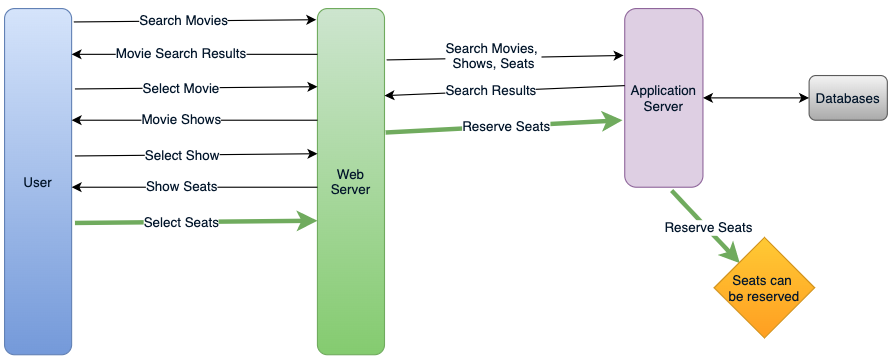 Search Movies
Movie Search Results
Select Movie
Movie Shows
Select Show
Show Seats
Select Seats
User
Web
Server
Search Movies,
Shows, Seats
Search Results
Reserve Seats
Application
Server
Databases
Reserve Seats
Seats can
be reserved